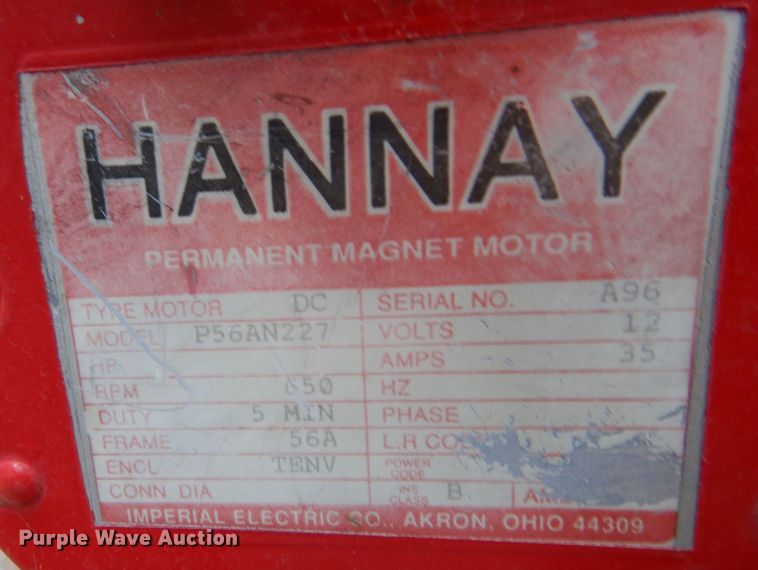 HANNAY
PERMANENT MAGNET MOTOR
TYPE MOTOR DC SERIAL NO. A96
MODEL P56AN227 VOLTS 12
HP AMPS 35
RPM 650 HZ
DUTY 5 MIN PHASE
FRAME 56A L.R CO
ENCL TENV POWER CODE
CONN DIA INS CLASS B AMB
IMPERIAL ELECTRIC CO., AKRON, OHIO 44309
Purple Wave Auction